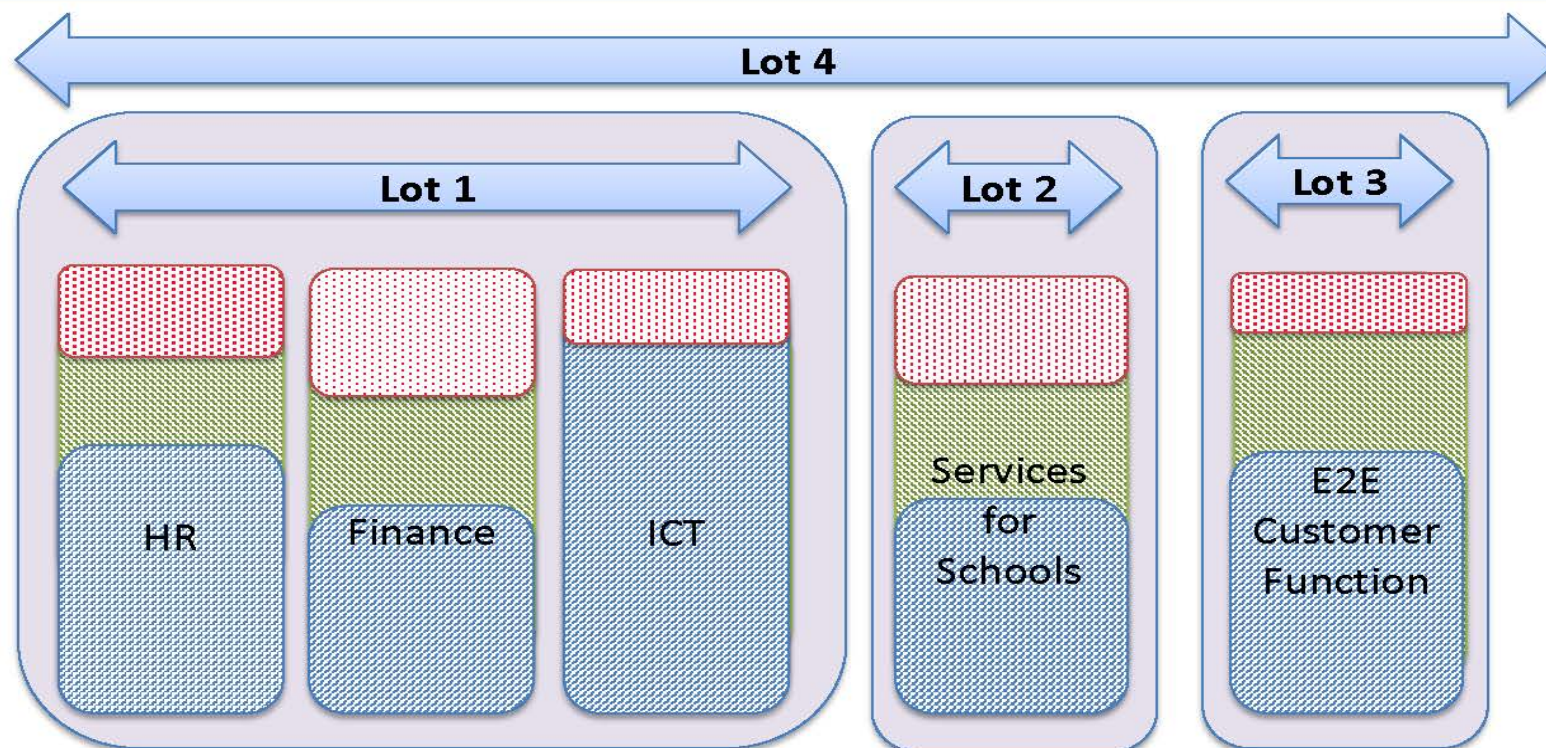 Lot 4
Lot 1
Lot 2
Lot 3
HR
Finance
ICT
Services
for
Schools
E2E
Customer
Function